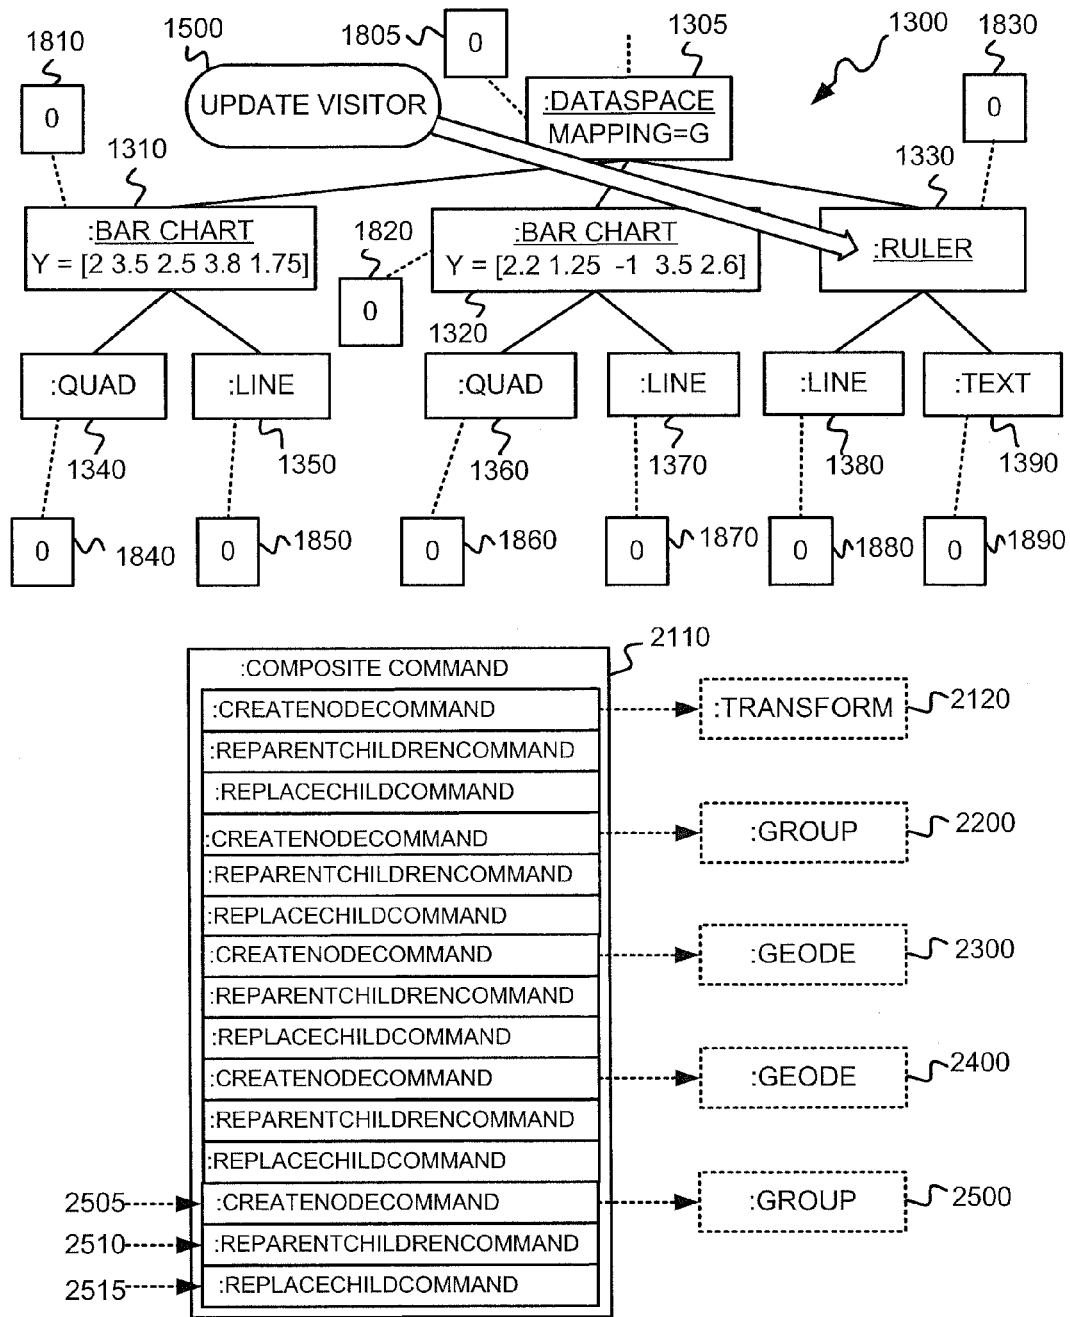 1810
1500
1805
0
1305
1300
1830
0
UPDATE VISITOR
:DATASPACE
MAPPING=G
0
1310
1330
:BAR CHART
Y = [2 3.5 2.5 3.8 1.75]
1820
0
:BAR CHART
Y = [2.2 1.25 -1 3.5 2.6]
:RULER
1320
:QUAD
:LINE
:QUAD
:LINE
:LINE
:TEXT
1340
1350
1360
1370
1380
1390
0
1840
0
1850
0
1860
0
1870
0
1880
0
1890
2110
:COMPOSITE COMMAND
:CREATENODECOMMAND
:TRANSFORM
2120
:REPARENTCHILDRENCOMMAND
:REPLACECHILDCOMMAND
:CREATENODECOMMAND
:GROUP
2200
:REPARENTCHILDRENCOMMAND
:REPLACECHILDCOMMAND
:CREATENODECOMMAND
:GEODE
2300
:REPARENTCHILDRENCOMMAND
:REPLACECHILDCOMMAND
:CREATENODECOMMAND
:GEODE
2400
:REPARENTCHILDRENCOMMAND
:REPLACECHILDCOMMAND
2505
:CREATENODECOMMAND
:GROUP
2500
2510
:REPARENTCHILDRENCOMMAND
2515
:REPLACECHILDCOMMAND